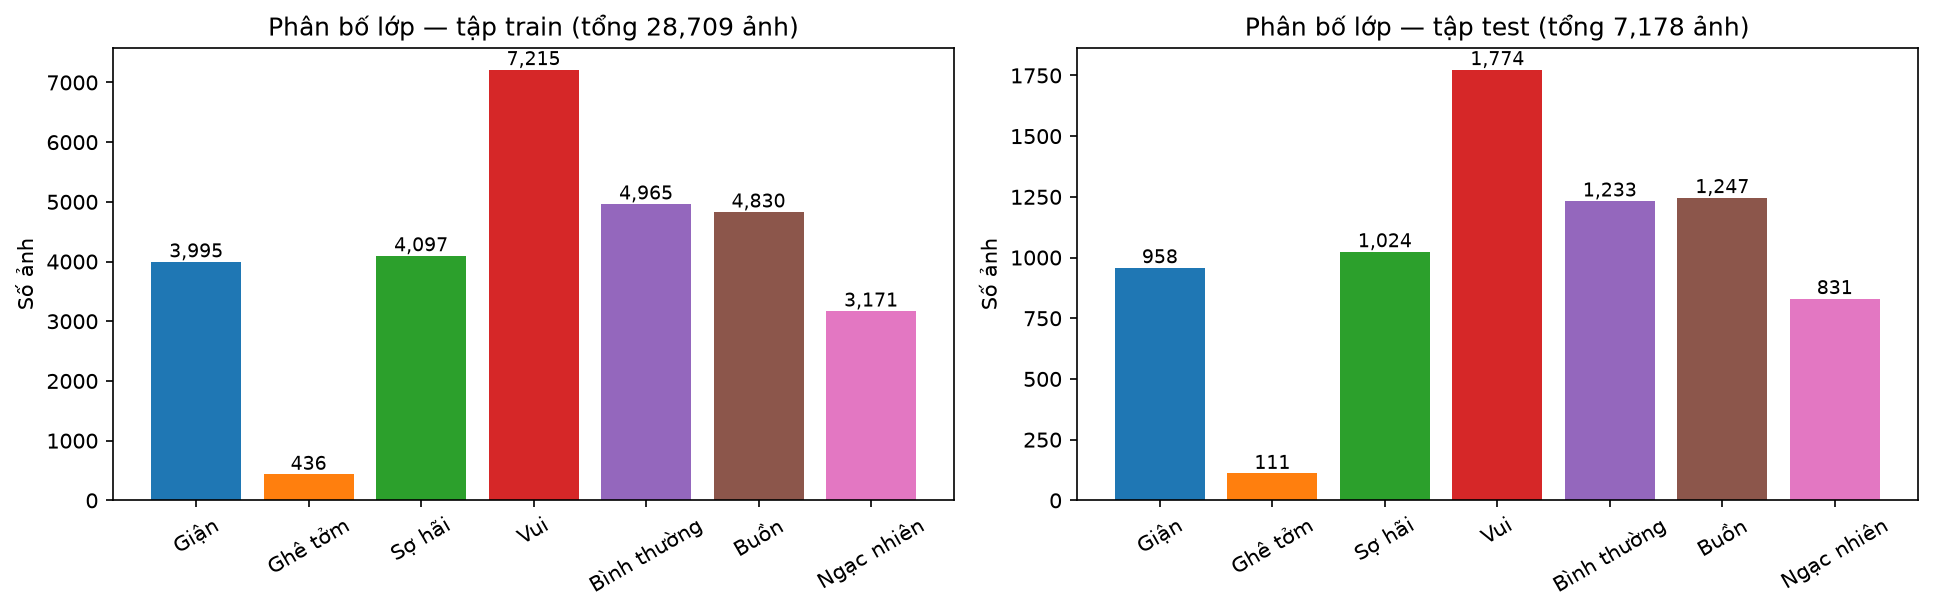 Phân bố lớp — tập train (tổng 28,709 ảnh)
Số ảnh
7000
6000
5000
4000
3000
2000
1000
0
3,995
436
4,097
7,215
4,965
4,830
3,171
Giận
Ghê tởm
Sợ hãi
Vui
Bình thường
Buồn
Ngạc nhiên
Phân bố lớp — tập test (tổng 7,178 ảnh)
Số ảnh
1750
1500
1250
1000
750
500
250
0
958
111
1,024
1,774
1,233
1,247
831
Giận
Ghê tởm
Sợ hãi
Vui
Bình thường
Buồn
Ngạc nhiên